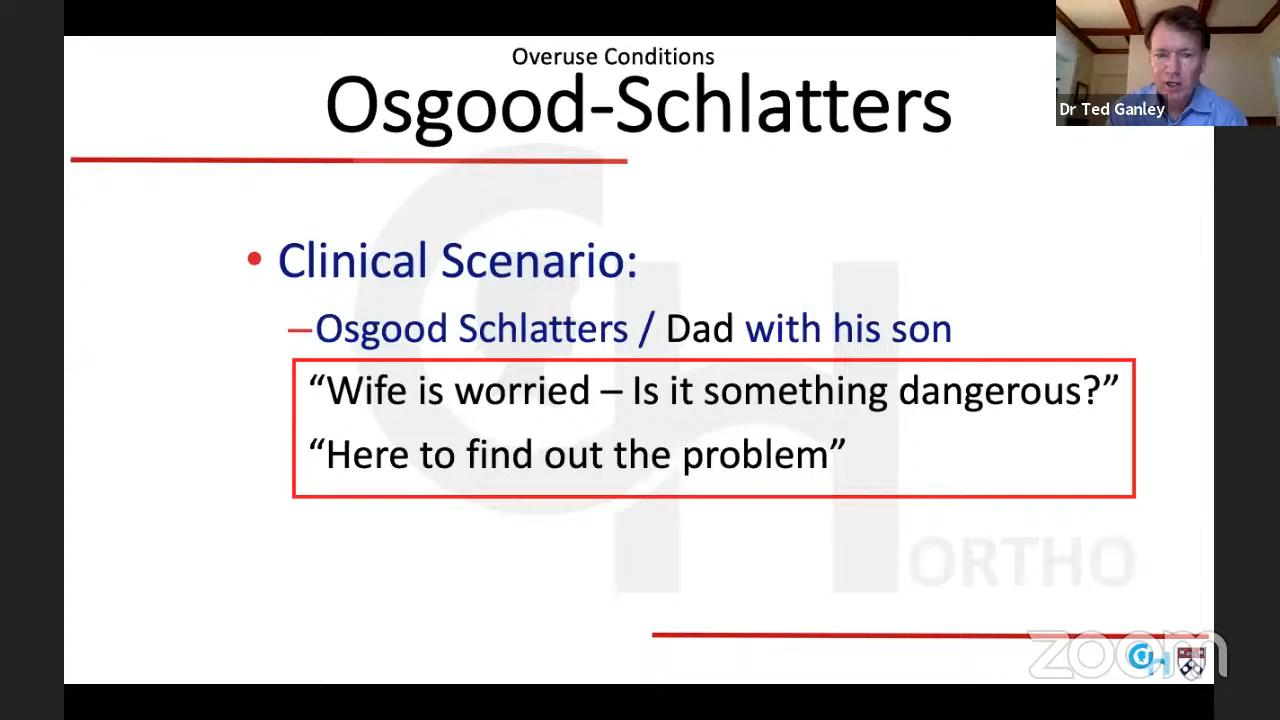 Overuse Conditions
Osgood-Schlatters
Dr Ted Ganley
• Clinical Scenario:
–Osgood Schlatters / Dad with his son
“Wife is worried – Is it something dangerous?”
“Here to find out the problem”
ORTHO
zoom